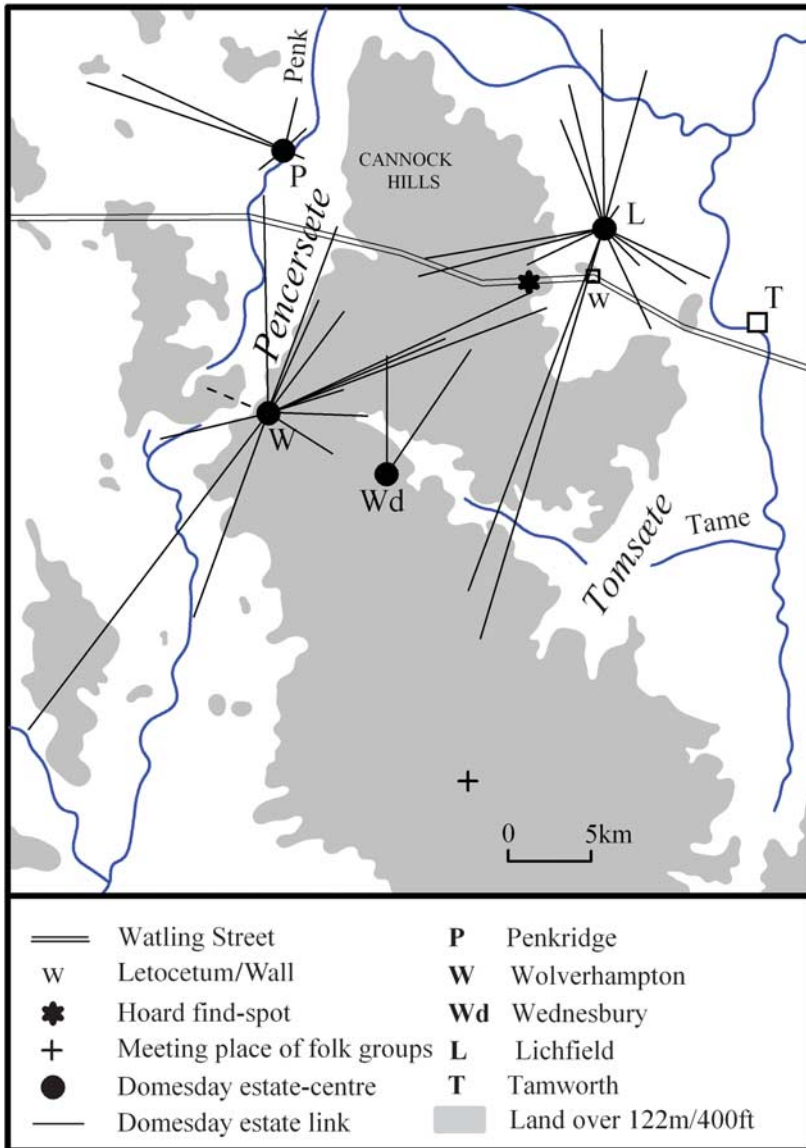 Penk
P
CANNOCK
HILLS
Pencersæte
L
w
T
W
Wd
Tomsæte
Tame
0 5km
Watling Street
w Letocetum/Wall
Hoard find-spot
Meeting place of folk groups
Domesday estate-centre
Domesday estate link
P Penkridge
W Wolverhampton
Wd Wednesbury
L Lichfield
T Tamworth
Land over 122m/400ft